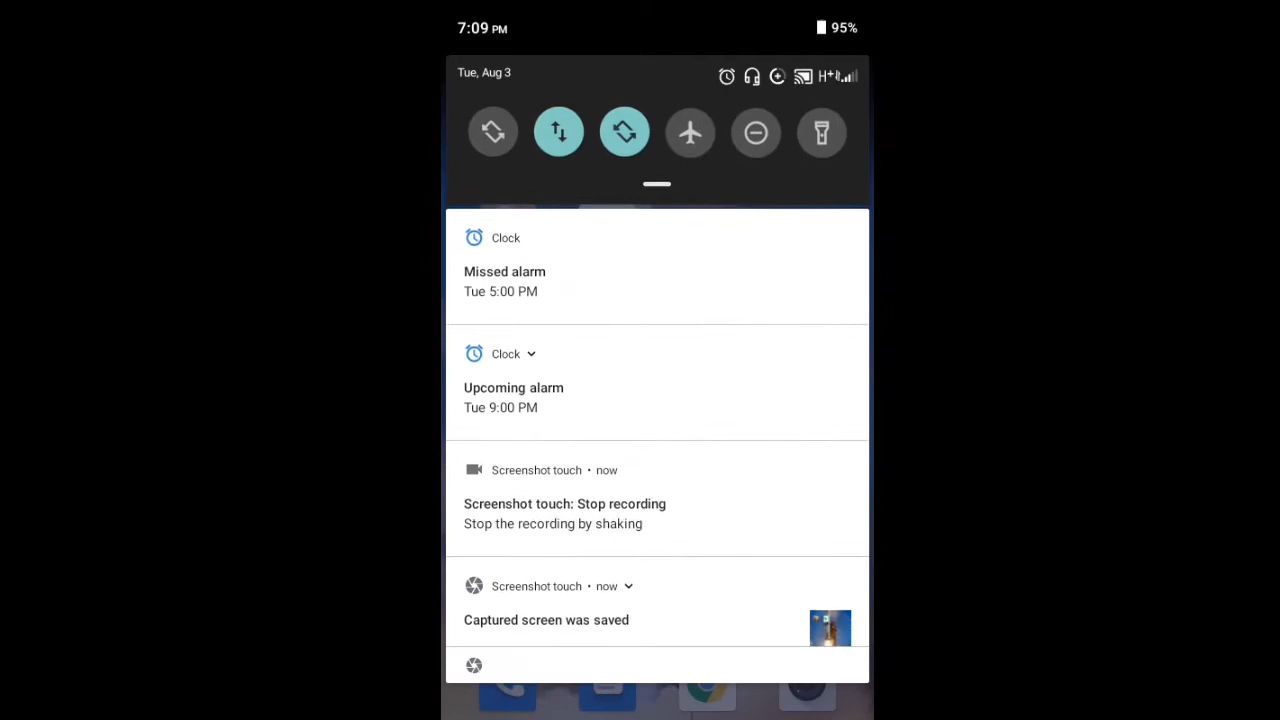 7:09 PM
95%
Tue, Aug 3
H+
Clock
Missed alarm
Tue 5:00 PM
Clock
Upcoming alarm
Tue 9:00 PM
Screenshot touch • now
Screenshot touch: Stop recording
Stop the recording by shaking
Screenshot touch • now
Captured screen was saved